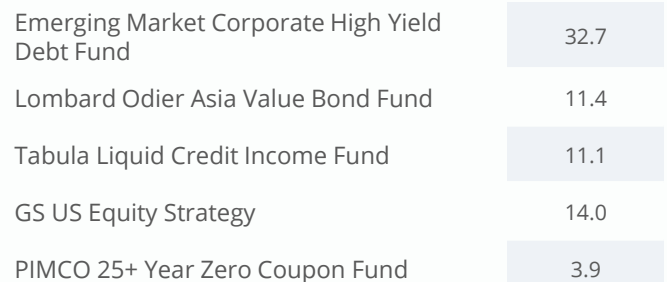 Emerging Market Corporate High Yield
Debt Fund
32.7
Lombard Odier Asia Value Bond Fund 11.4
Tabula Liquid Credit Income Fund 11.1
GS US Equity Strategy 14.0
PIMCO 25+ Year Zero Coupon Fund 3.9